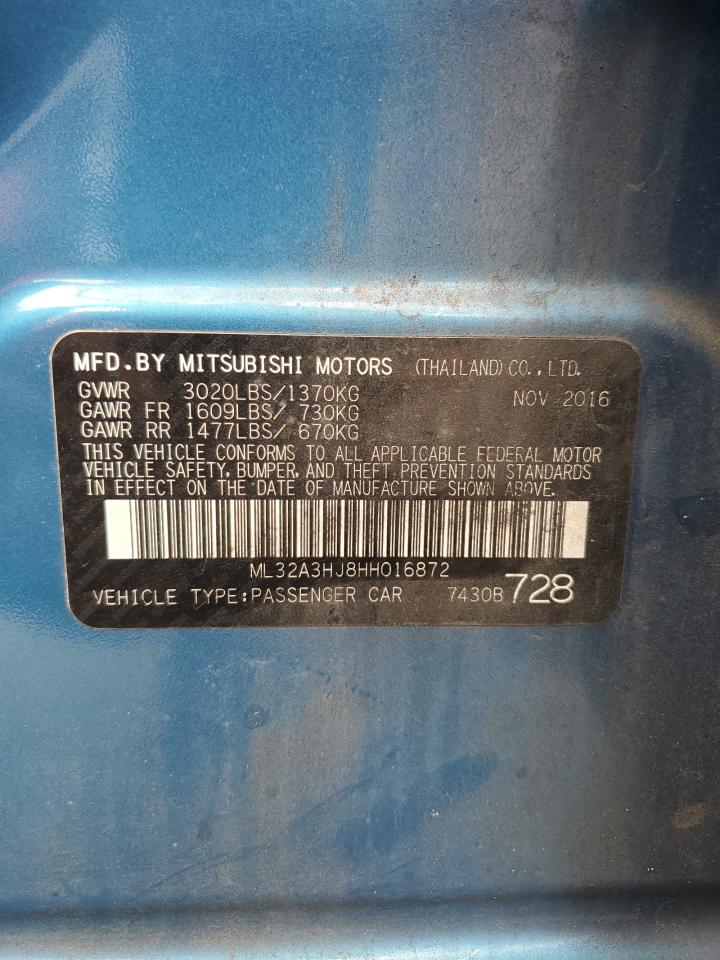 MFD.BY MITSUBISHI MOTORS (THAILAND) CO.,LTD.
GVWR 3020LBS/1370KG NOV 2016
GAWR FR 1609LBS/ 730KG
GAWR RR 1477LBS/ 670KG
THIS VEHICLE CONFORMS TO ALL APPLICABLE FEDERAL MOTOR
VEHICLE SAFETY, BUMPER, AND THEFT PREVENTION STANDARDS
IN EFFECT ON THE DATE OF MANUFACTURE SHOWN ABOVE.
ML32A3HJ8HH016872
VEHICLE TYPE:PASSENGER CAR 7430B 728